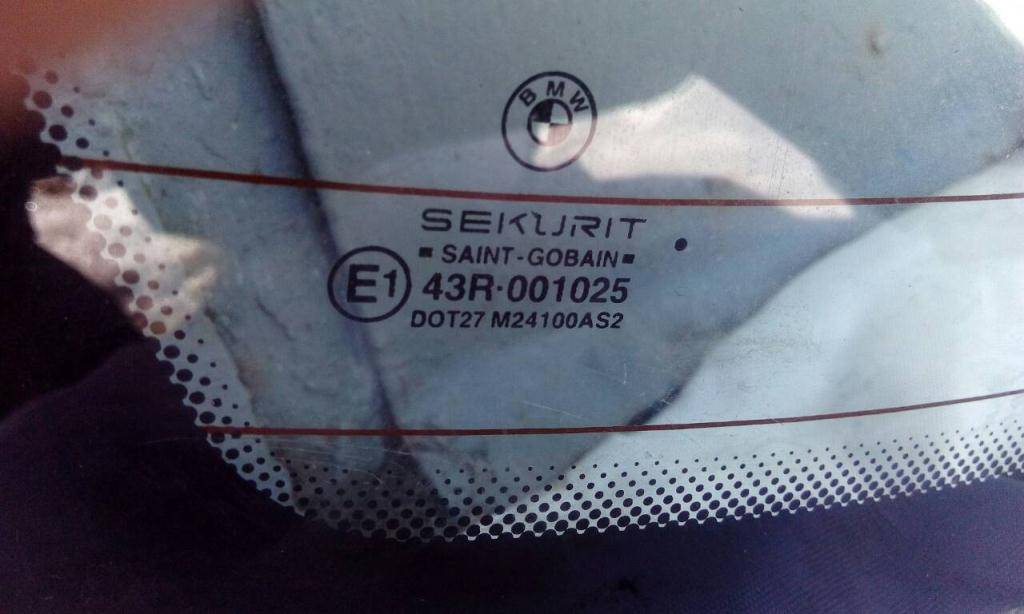 BMW
SEKURIT
▪ SAINT-GOBAIN ▪
E1 43R·001025
DOT27 M24100AS2